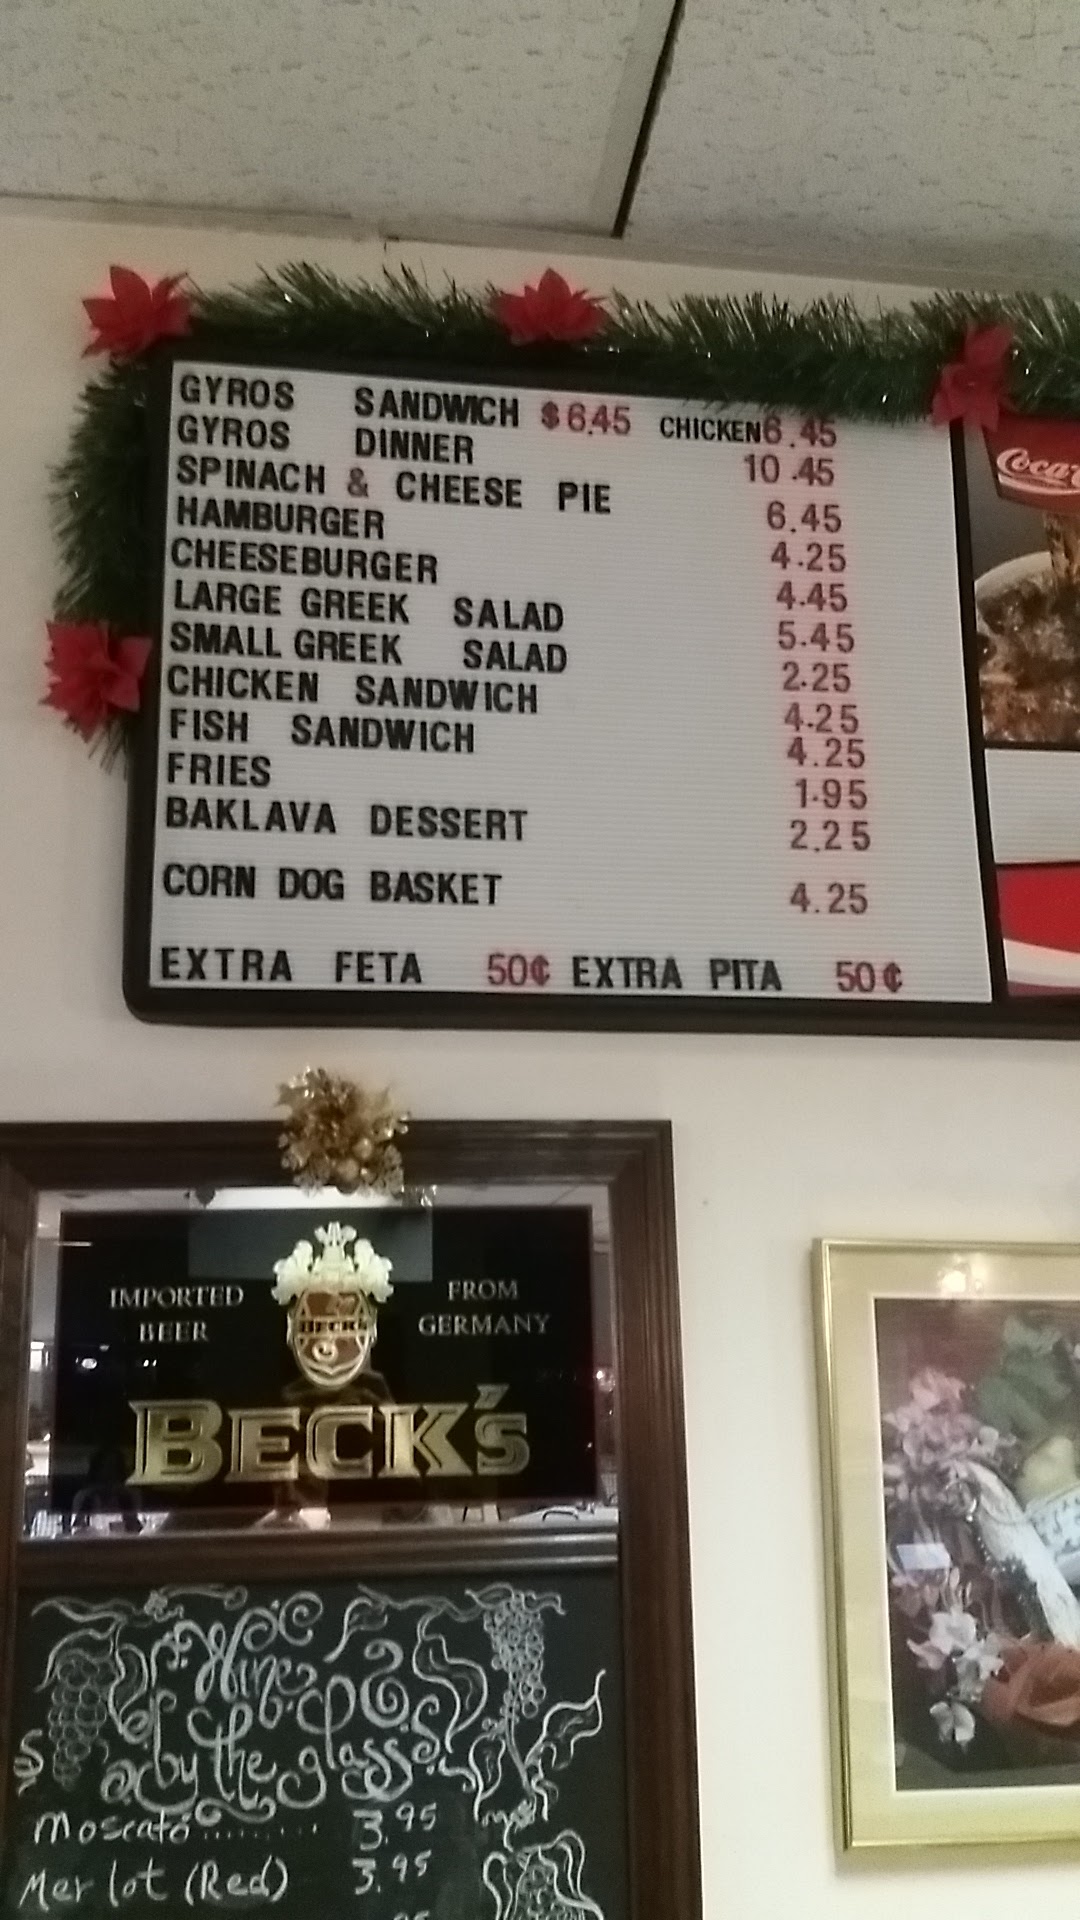 GYROS SANDWICH $6.45 CHICKEN 6.45
GYROS DINNER 10.45
SPINACH & CHEESE PIE 6.45
HAMBURGER 4.25
CHEESEBURGER 4.45
LARGE GREEK SALAD 5.45
SMALL GREEK SALAD 2.25
CHICKEN SANDWICH 4.25
FISH SANDWICH 4.25
FRIES 1.95
BAKLAVA DESSERT 2.25
CORN DOG BASKET 4.25
EXTRA FETA 50¢ EXTRA PITA 50¢
Coca
IMPORTED BEER
FROM GERMANY
BECK'S
BECK'S
Wine
by the glass
Moscato........ 3.95
Merlot (Red) 3.95